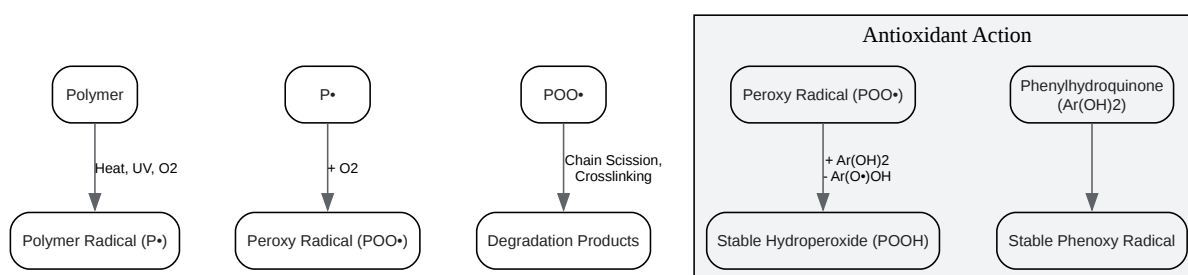 Antioxidant Action
Polymer
P•
POO•
Peroxy Radical (POO•)
Phenylhydroquinone
(Ar(OH)2)
Heat, UV, O2
+ O2
Chain Scission,
Crosslinking
+ Ar(OH)2
- Ar(O•)OH
Polymer Radical (P•)
Peroxy Radical (POO•)
Degradation Products
Stable Hydroperoxide (POOH)
Stable Phenoxy Radical